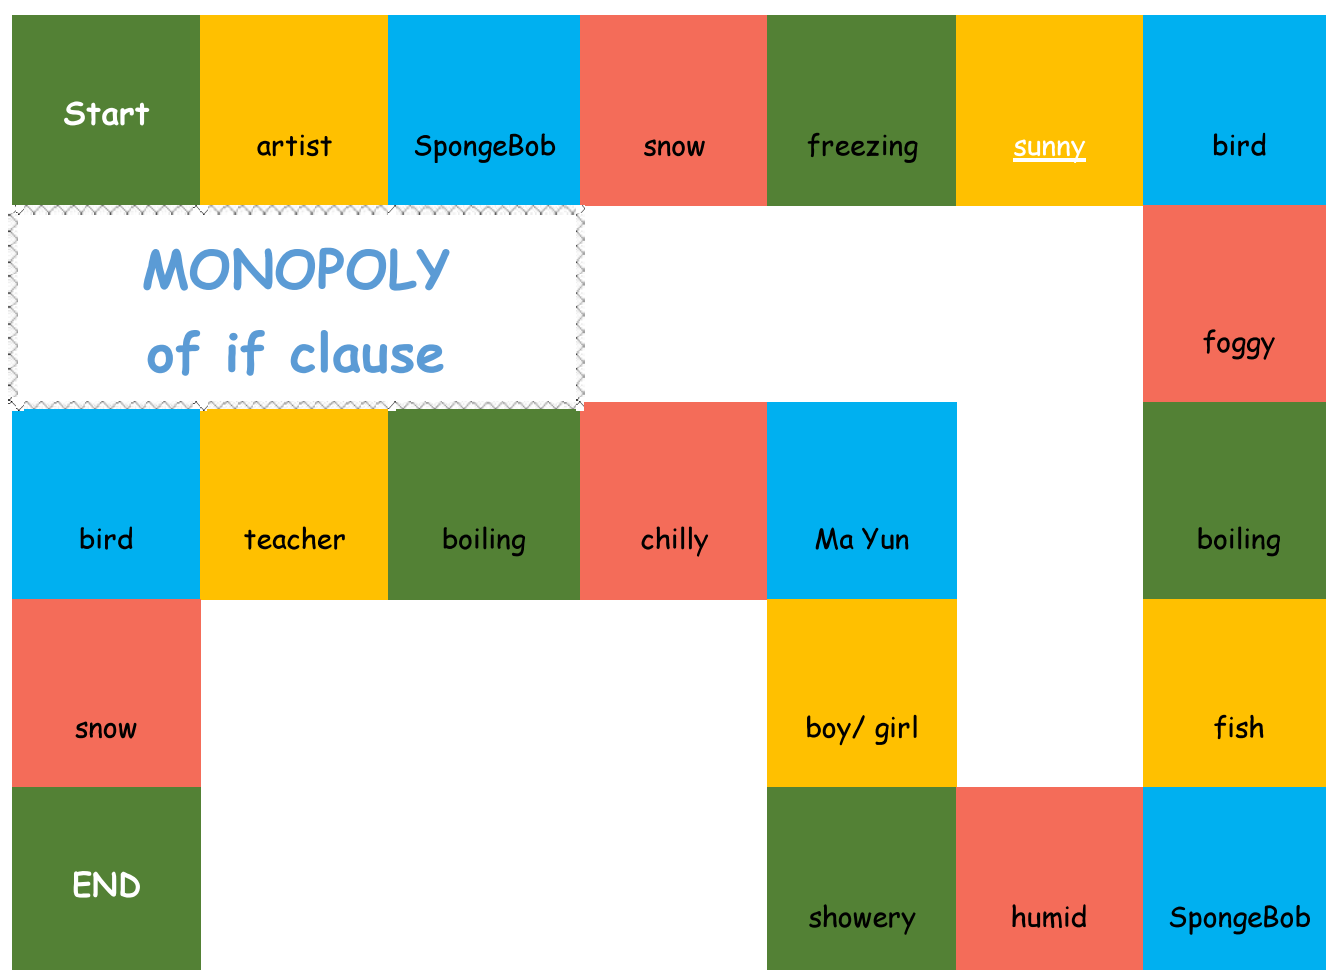 Start
artist
SpongeBob
snow
freezing
sunny
bird
MONOPOLY
of if clause
foggy
bird
teacher
boiling
chilly
Ma Yun
boiling
snow
boy/ girl
fish
END
showery
humid
SpongeBob